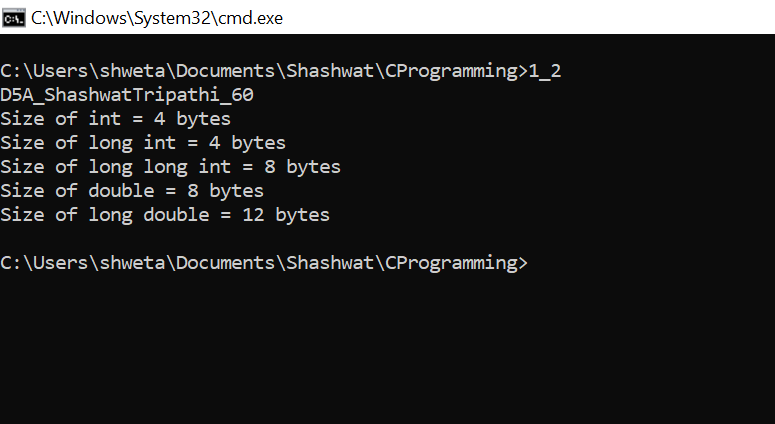 C:\Windows\System32\cmd.exe
C:\Users\shweta\Documents\Shashwat\CProgramming>1_2
D5A_ShashwatTripathi_60
Size of int = 4 bytes
Size of long int = 4 bytes
Size of long long int = 8 bytes
Size of double = 8 bytes
Size of long double = 12 bytes
C:\Users\shweta\Documents\Shashwat\CProgramming>